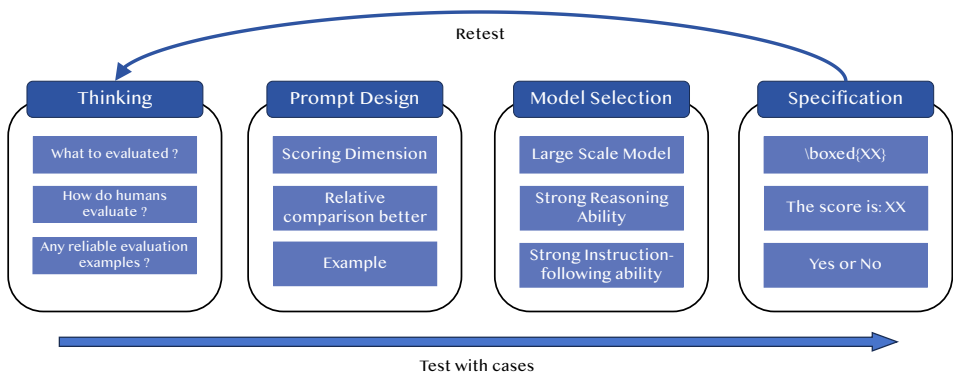 Retest
Thinking
What to evaluated ?
How do humans
evaluate ?
Any reliable evaluation
examples ?
Prompt Design
Scoring Dimension
Relative
comparison better
Example
Model Selection
Large Scale Model
Strong Reasoning
Ability
Strong Instruction-
following ability
Specification
\boxed{XX}
The score is: XX
Yes or No
Test with cases